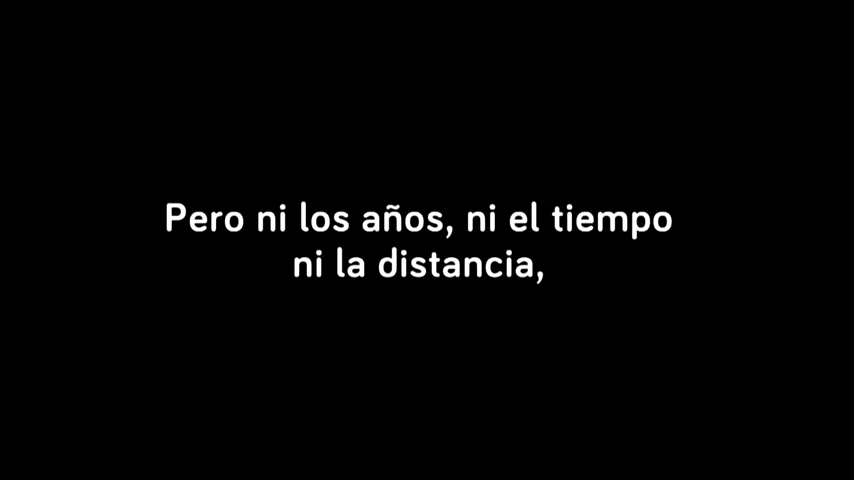 Pero ni los años, ni el tiempo
ni la distancia,